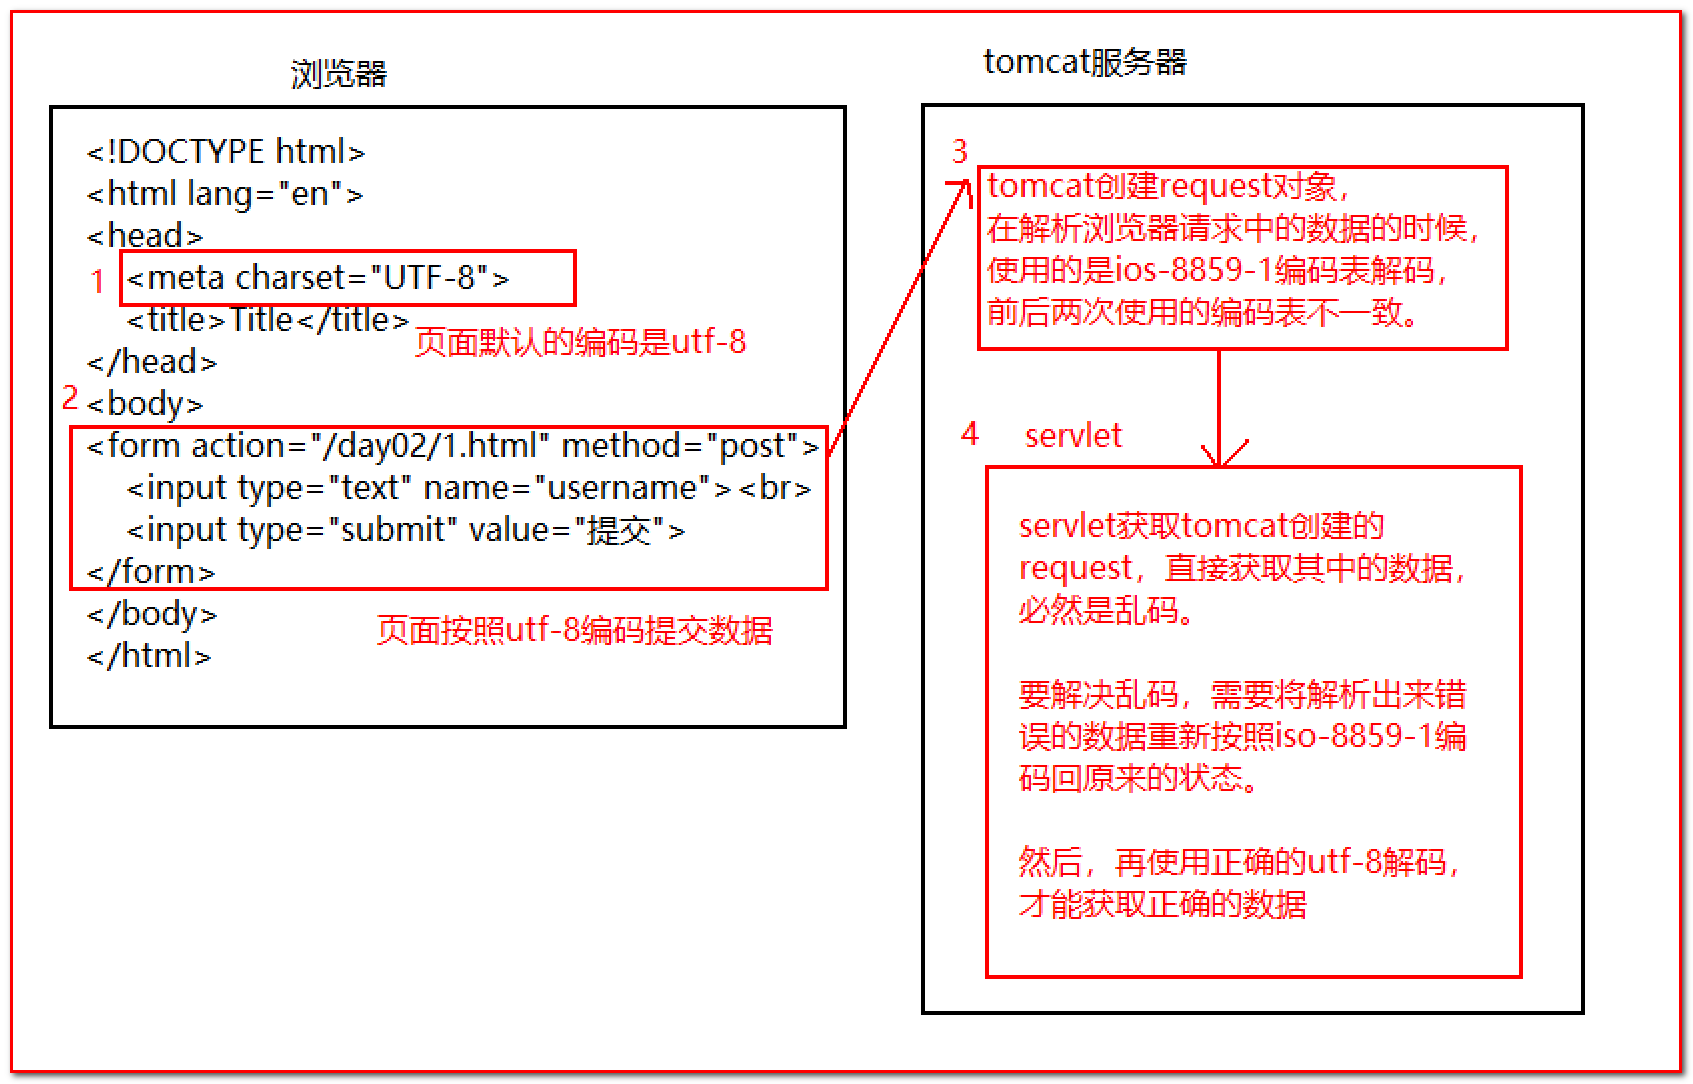 浏览器
<!DOCTYPE html>
<html lang="en">
<head>
1
<meta charset="UTF-8">
<title>Title</title>
页面默认的编码是utf-8
</head>
2
<body>
<form action="/day02/1.html" method="post">
<input type="text" name="username"><br>
<input type="submit" value="提交">
</form>
</body>
页面按照utf-8编码提交数据
</html>
tomcat服务器
3
tomcat创建request对象，
在解析浏览器请求中的数据的时候，
使用的是ios-8859-1编码表解码，
前后两次使用的编码表不一致。
4
servlet
servlet获取tomcat创建的
request，直接获取其中的数据，
必然是乱码。
要解决乱码，需要将解析出来错
误的数据重新按照iso-8859-1编
码回原来的状态。
然后，再使用正确的utf-8解码，
才能获取正确的数据